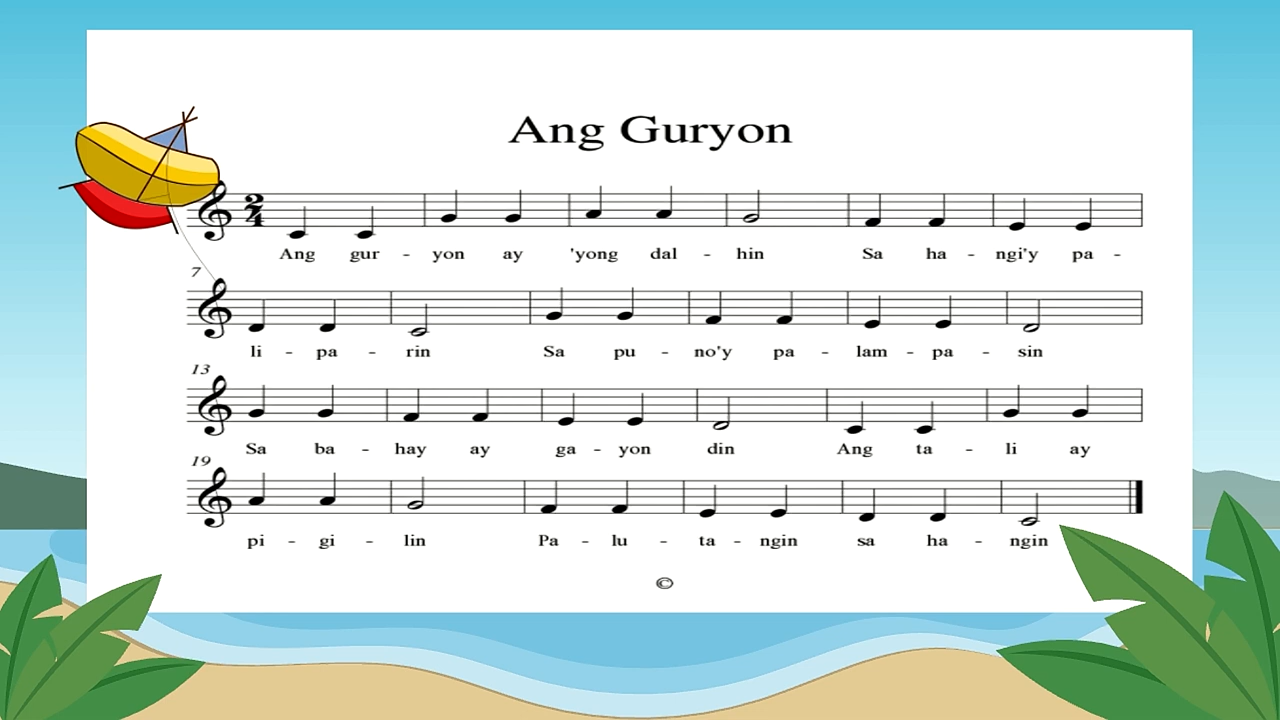 Ang Guryon
2
4
Ang gur - yon ay 'yong dal - hin Sa ha - ngi'y pa -
7
li - pa - rin Sa pu - no'y pa - lam - pa - sin
13
Sa ba - hay ay ga - yon din Ang ta - li ay
19
pi - gi - lin Pa - lu - ta - ngin sa ha - ngin
©